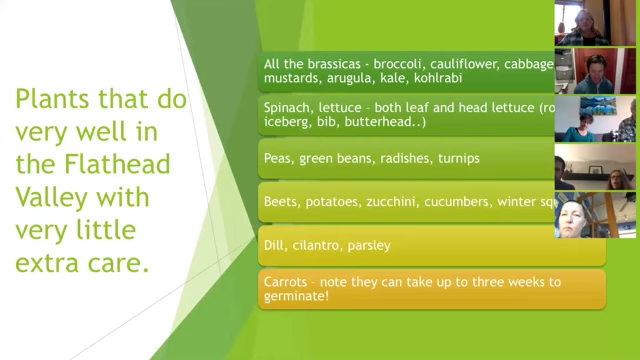 Plants that do
very well in
the Flathead
Valley with
very little
extra care.
All the brassicas - broccoli, cauliflower, cabbage
mustards, arugula, kale, kohlrabi
Spinach, lettuce – both leaf and head lettuce
iceberg, bib, butterhead..)
Peas, green beans, radishes, turnips
Beets, potatoes, zucchini, cucumbers, winter
Dill, cilantro, parsley
Carrots – note they can take up to three weeks to
germinate!